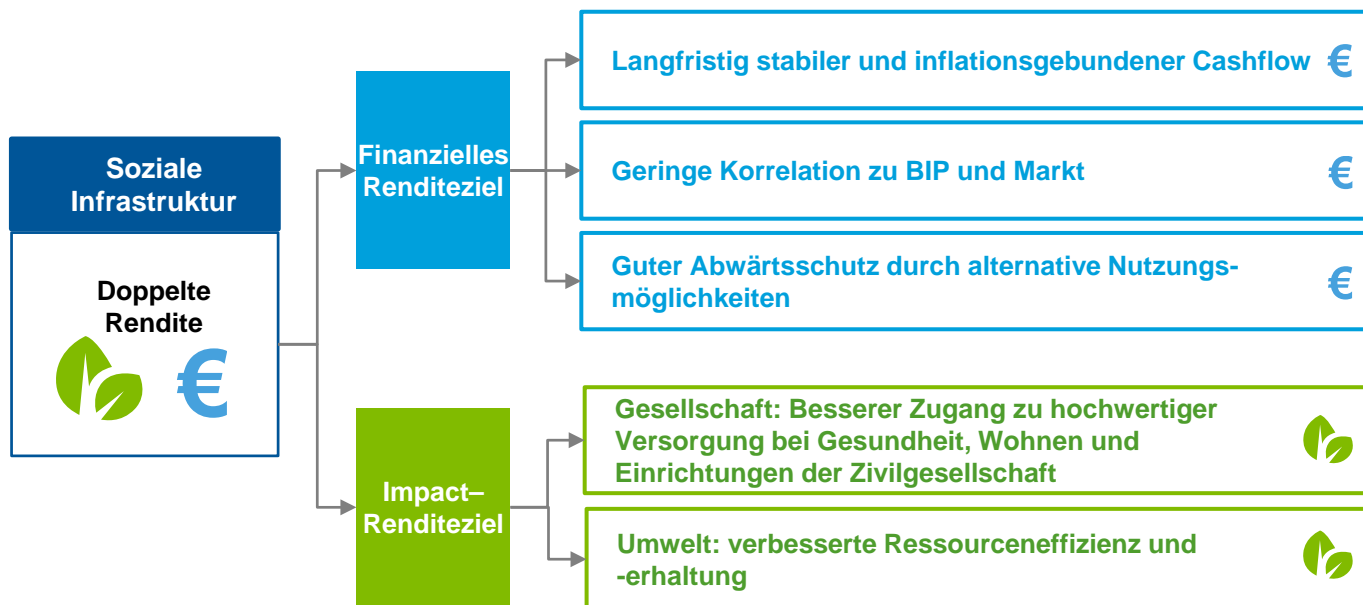 Soziale
Infrastruktur
Doppelte
Rendite
€
Finanzielles
Renditeziel
Langfristig stabiler und inflationsgebundener Cashflow €
Geringe Korrelation zu BIP und Markt €
Guter Abwärtsschutz durch alternative Nutzungs-
möglichkeiten €
Impact–
Renditeziel
Gesellschaft: Besserer Zugang zu hochwertiger
Versorgung bei Gesundheit, Wohnen und
Einrichtungen der Zivilgesellschaft
Umwelt: verbesserte Ressourceneffizienz und
-erhaltung